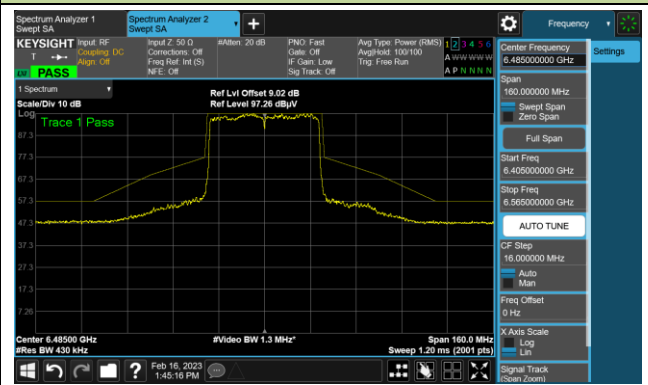 Spectrum Analyzer 1
Swept SA
Spectrum Analyzer 2
Swept SA
Frequency
KEYSIGHT
Input: RF
Coupling: DC
Align: Off
Input Z: 50 Ω
Corrections: Off
Freq Ref: Int (S)
NFE: Off
#Atten: 20 dB
PNO: Fast
Gate: Off
IF Gain: Low
Sig Track: Off
Avg Type: Power (RMS)
Avg|Hold: 100/100
Trig: Free Run
1 2 3 4 5 6
A W W W W W
A P N N N N
T
PASS
1 Spectrum
Scale/Div 10 dB
Ref Lvl Offset 9.02 dB
Ref Level 97.26 dBµV
Log
Trace 1 Pass
87.3
77.3
67.3
57.3
47.3
37.3
27.3
17.3
7.26
Center 6.48500 GHz
#Res BW 430 kHz
#Video BW 1.3 MHz*
Span 160.0 MHz
Sweep 1.20 ms (2001 pts)
Center Frequency
6.485000000 GHz
Settings
Span
160.000000 MHz
Swept Span
Zero Span
Full Span
Start Freq
6.405000000 GHz
Stop Freq
6.565000000 GHz
AUTO TUNE
CF Step
16.000000 MHz
Auto
Man
Freq Offset
0 Hz
X Axis Scale
Log
Lin
Signal Track
(Span Zoom)
Feb 16, 2023
1:45:16 PM